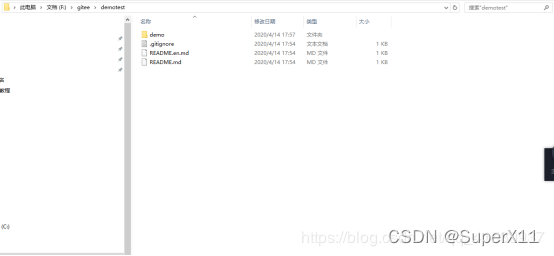 此电脑 > 文档 (F:) > gitee > demotest
搜索"demotest"
名称 修改日期 类型 大小
demo 2020/4/14 17:57 文件夹
.gitignore 2020/4/14 17:54 文本文档 1 KB
README.en.md 2020/4/14 17:54 MD 文件 1 KB
README.md 2020/4/14 17:54 MD 文件 1 KB
名
教程
(C:)
https://blog.
CSDN @SuperX11